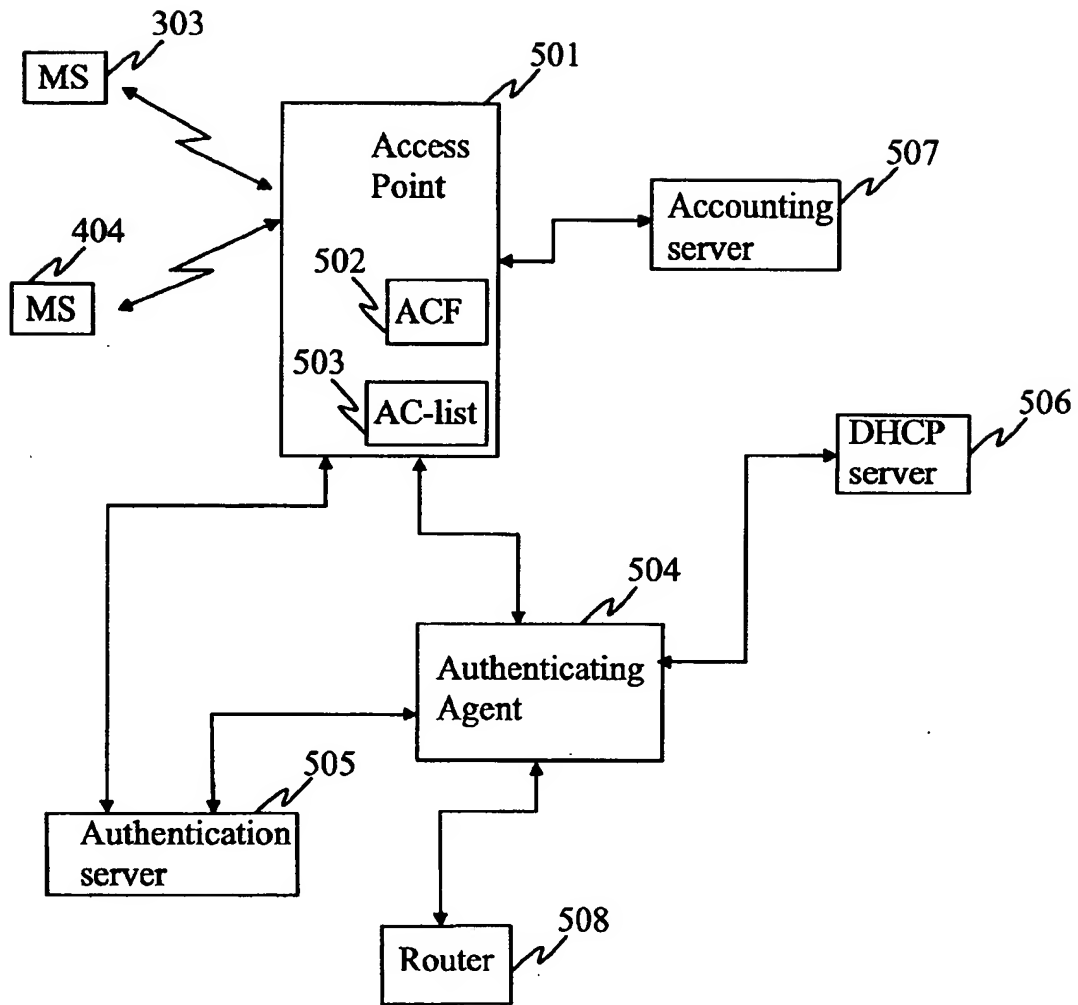 303
MS
501
Access
Point
507
Accounting
server
404
MS
502
ACF
503
AC-list
506
DHCP
server
504
Authenticating
Agent
505
Authentication
server
508
Router